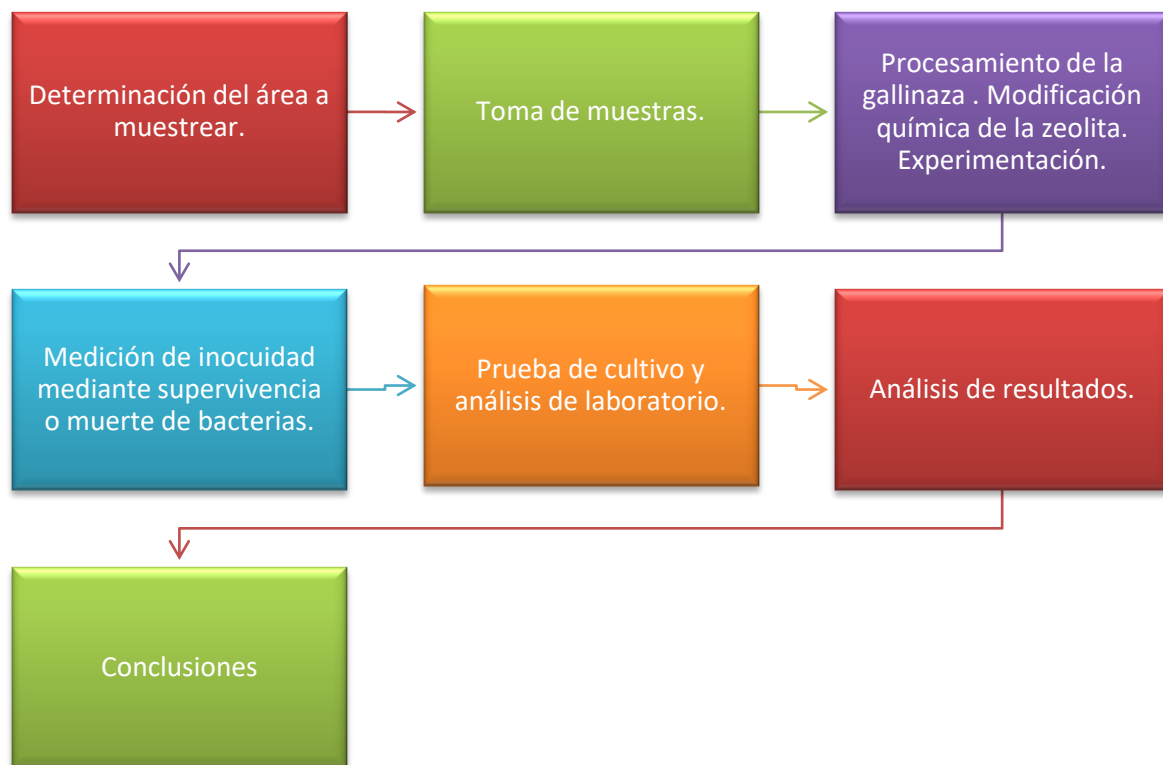 Determinación del área a
muestrear.
Toma de muestras.
Procesamiento de la
gallinaza . Modificación
química de la zeolita.
Experimentación.
Medición de inocuidad
mediante supervivencia
o muerte de bacterias.
Prueba de cultivo y
análisis de laboratorio.
Análisis de resultados.
Conclusiones